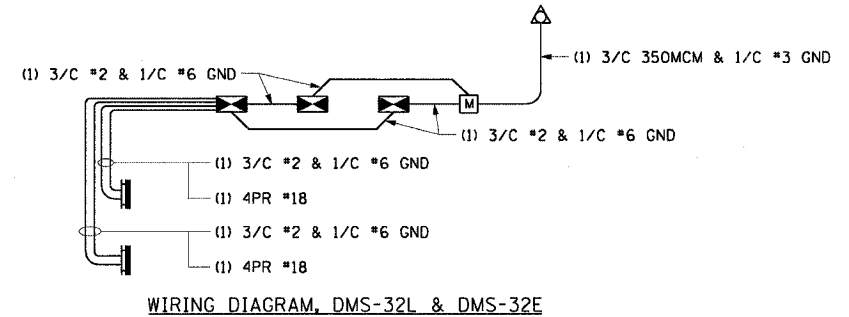 (1) 3/C 350MCM & 1/C #3 GND
(1) 3/C #2 & 1/C #6 GND
M
(1) 3/C #2 & 1/C #6 GND
(1) 3/C #2 & 1/C #6 GND
(1) 4PR #18
(1) 3/C #2 & 1/C #6 GND
(1) 4PR #18
WIRING DIAGRAM, DMS-32L & DMS-32E